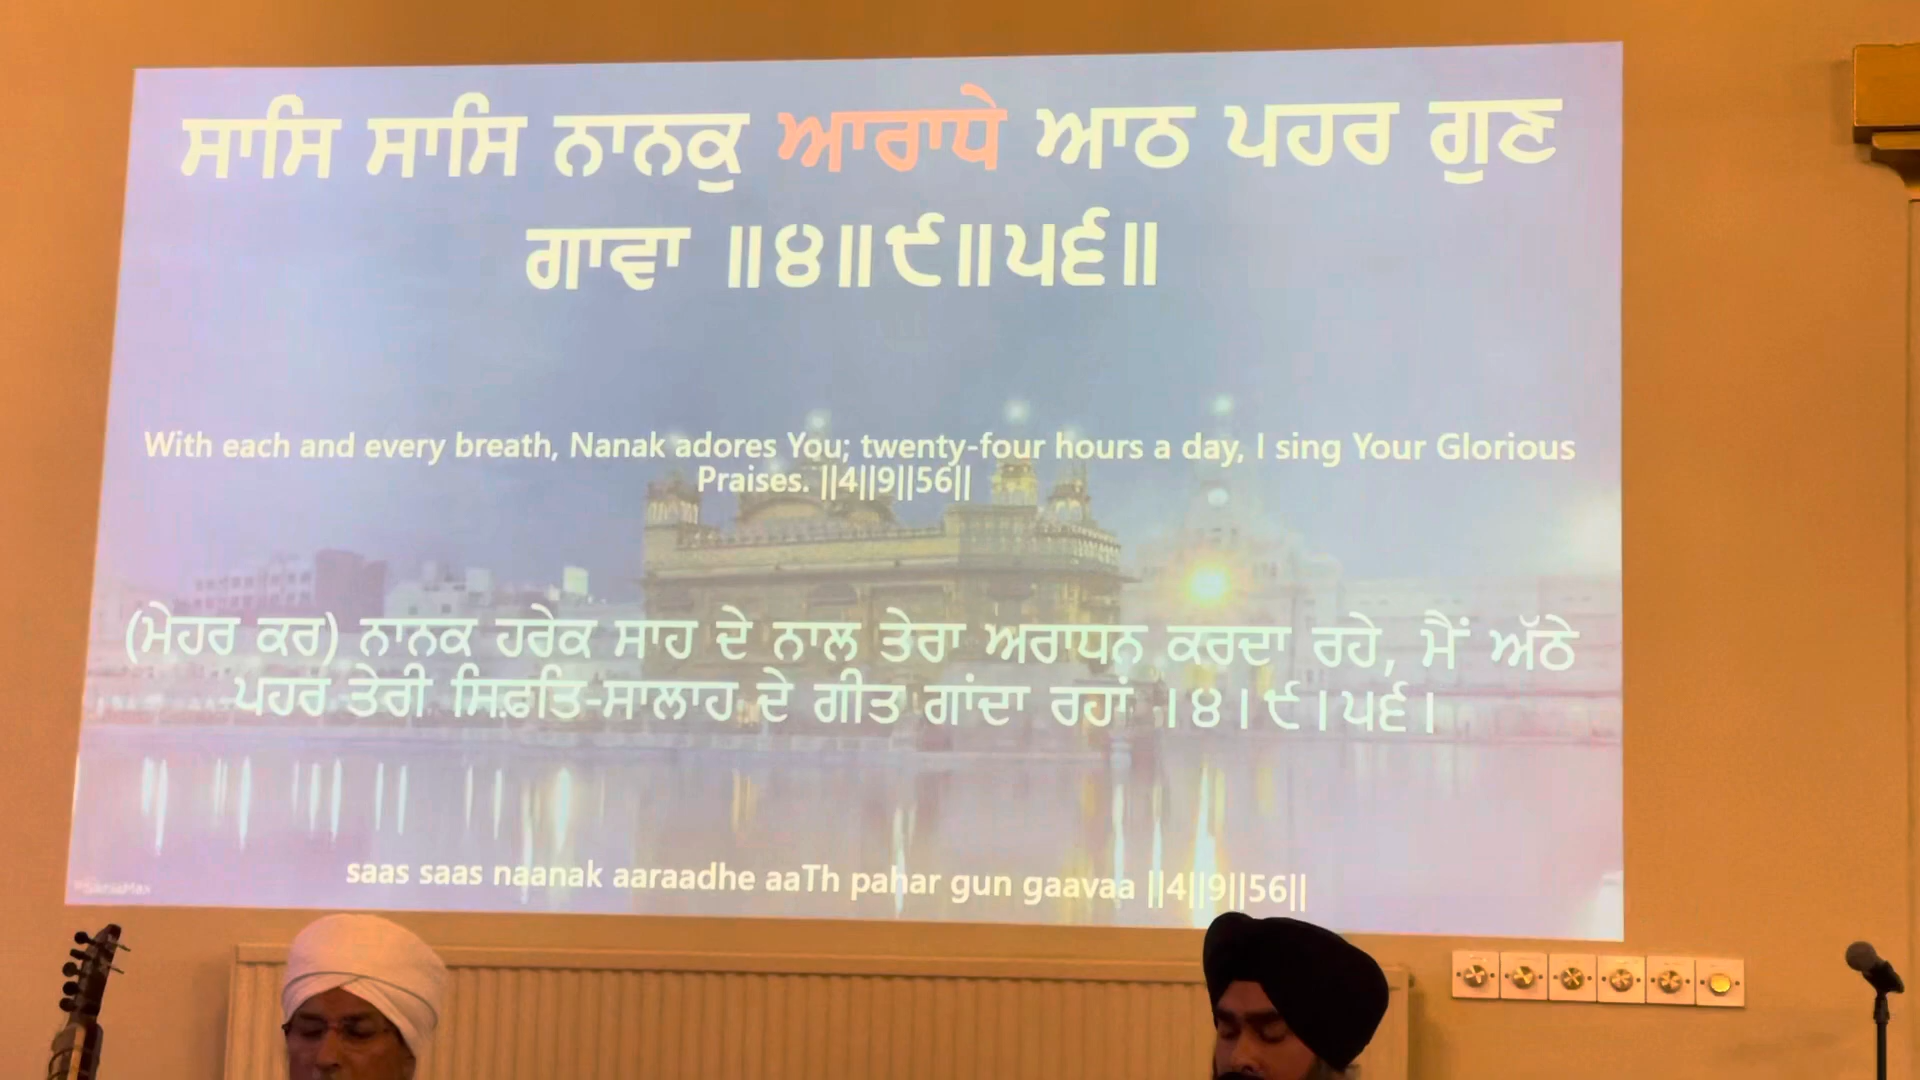 ਸਾਸਿ ਸਾਸਿ ਨਾਨਕੁ ਆਰਾਧੇ ਆਠ ਪਹਰ ਗੁਣ
ਗਾਵਾ ॥੪॥੯॥੫੬॥
With each and every breath, Nanak adores You; twenty-four hours a day, I sing Your Glorious
Praises. ||4||9||56||
(ਮੇਹਰ ਕਰ) ਨਾਨਕ ਹਰੇਕ ਸਾਹ ਦੇ ਨਾਲ ਤੇਰਾ ਅਰਾਧਨ ਕਰਦਾ ਰਹੇ, ਮੈਂ ਅੱਠੇ
ਪਹਰ ਤੇਰੀ ਸਿਫ਼ਤਿ-ਸਾਲਾਹ ਦੇ ਗੀਤ ਗਾਂਦਾ ਰਹਾਂ ।੪।੯।੫੬।
saas saas naanak aaraadhe aaTh pahar gun gaavaa ||4||9||56||